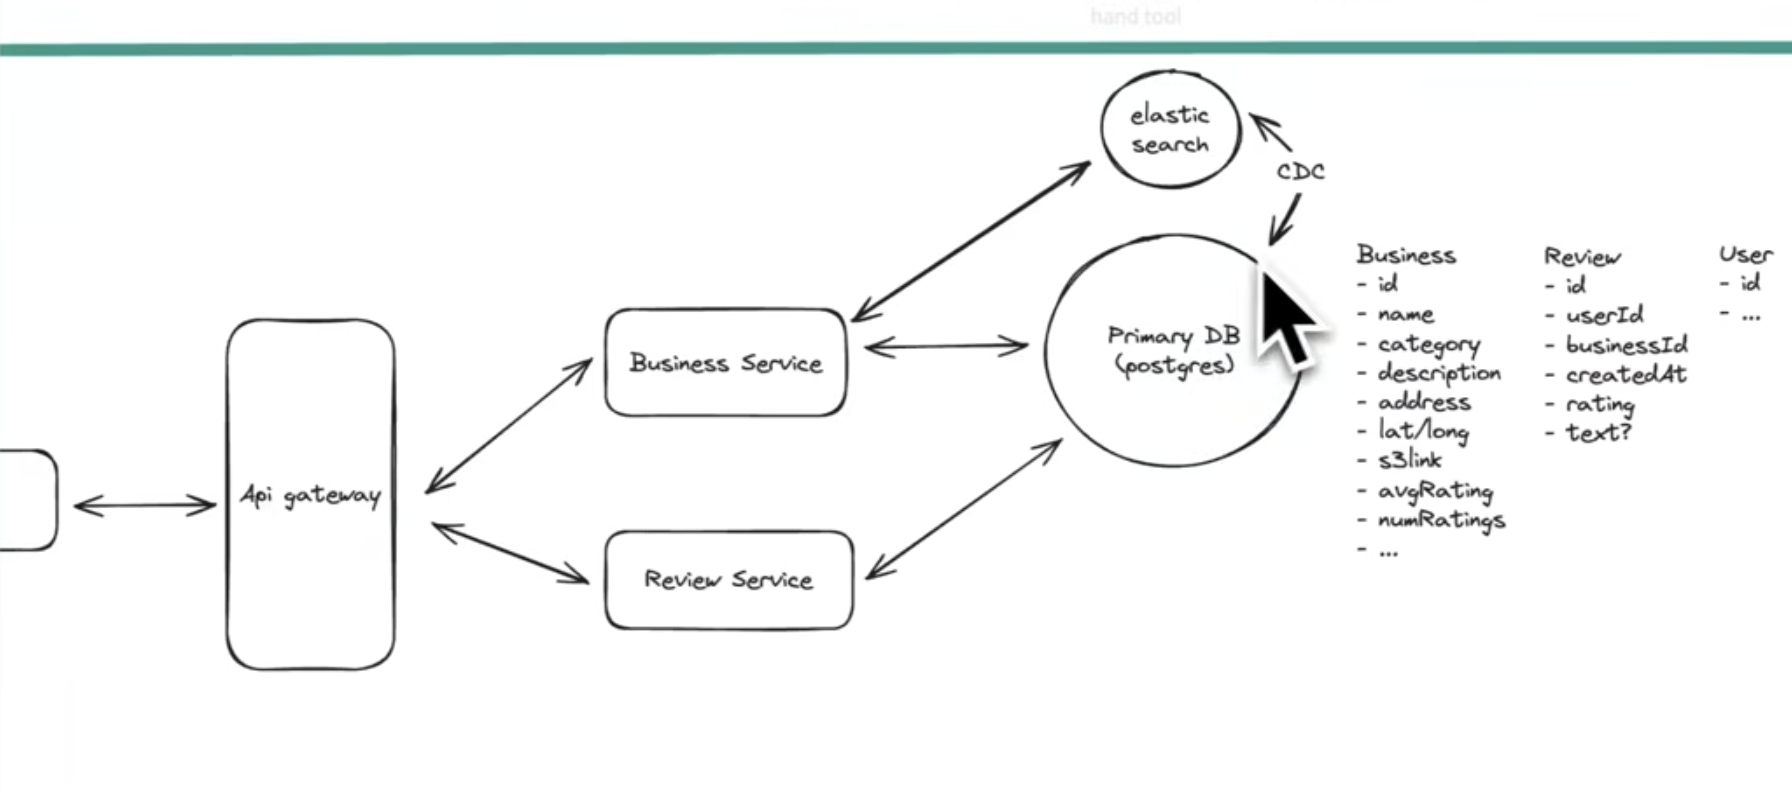 hand tool
elastic
search
CDC
Primary DB
(postgres)
Business Service
Api gateway
Review Service
Business
- id
- name
- category
- description
- address
- lat/long
- s3link
- avgRating
- numRatings
- ...
Review
- id
- userId
- businessId
- createdAt
- rating
- text?
User
- id
- ...